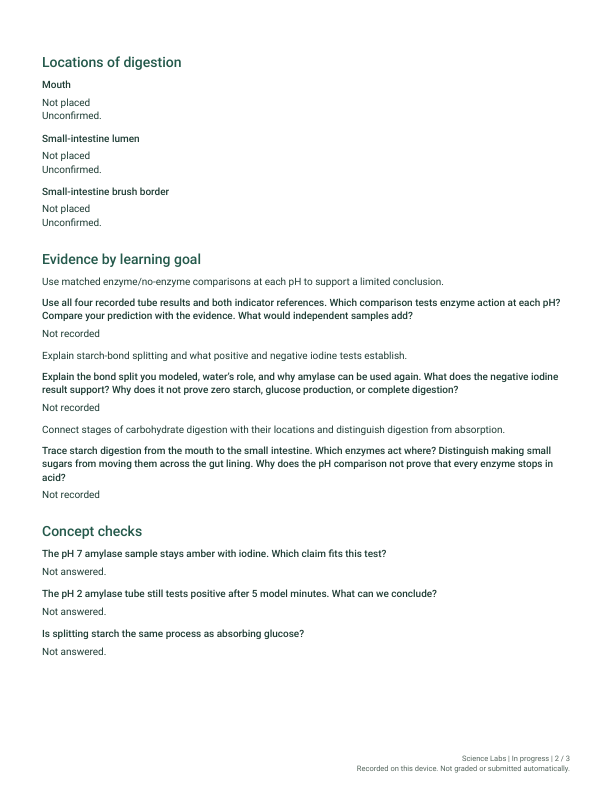 Locations of digestion
Mouth
Not placed
Unconfirmed.
Small-intestine lumen
Not placed
Unconfirmed.
Small-intestine brush border
Not placed
Unconfirmed.
Evidence by learning goal
Use matched enzyme/no-enzyme comparisons at each pH to support a limited conclusion.
Use all four recorded tube results and both indicator references. Which comparison tests enzyme action at each pH?
Compare your prediction with the evidence. What would independent samples add?
Not recorded
Explain starch-bond splitting and what positive and negative iodine tests establish.
Explain the bond split you modeled, water’s role, and why amylase can be used again. What does the negative iodine
result support? Why does it not prove zero starch, glucose production, or complete digestion?
Not recorded
Connect stages of carbohydrate digestion with their locations and distinguish digestion from absorption.
Trace starch digestion from the mouth to the small intestine. Which enzymes act where? Distinguish making small
sugars from moving them across the gut lining. Why does the pH comparison not prove that every enzyme stops in
acid?
Not recorded
Concept checks
The pH 7 amylase sample stays amber with iodine. Which claim fits this test?
Not answered.
The pH 2 amylase tube still tests positive after 5 model minutes. What can we conclude?
Not answered.
Is splitting starch the same process as absorbing glucose?
Not answered.
Science Labs | In progress | 2 / 3
Recorded on this device. Not graded or submitted automatically.